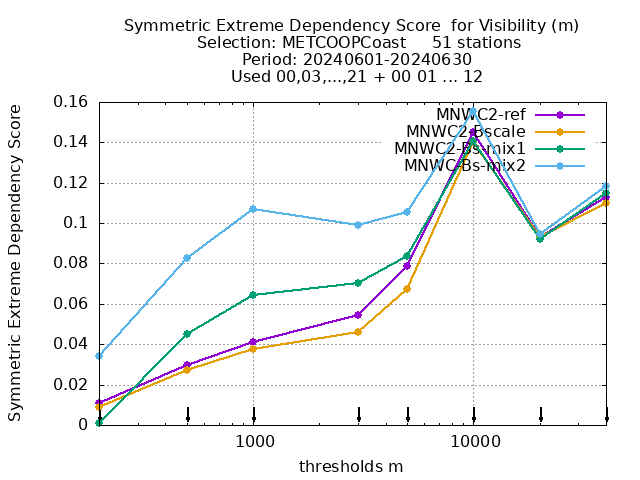 Symmetric Extreme Dependency Score  for Visibility (m)
Selection: METCOOPCoast     51 stations
Period: 20240601-20240630
Used 00,03,...,21 + 00 01 ... 12
Symmetric Extreme Dependency Score
0.16
0.14
0.12
0.1
0.08
0.06
0.04
0.02
0
MNWC2-ref
MNWC2-Bscale
MNWC2-Bs-mix1
MNWC-Bs-mix2
1000
10000
thresholds m